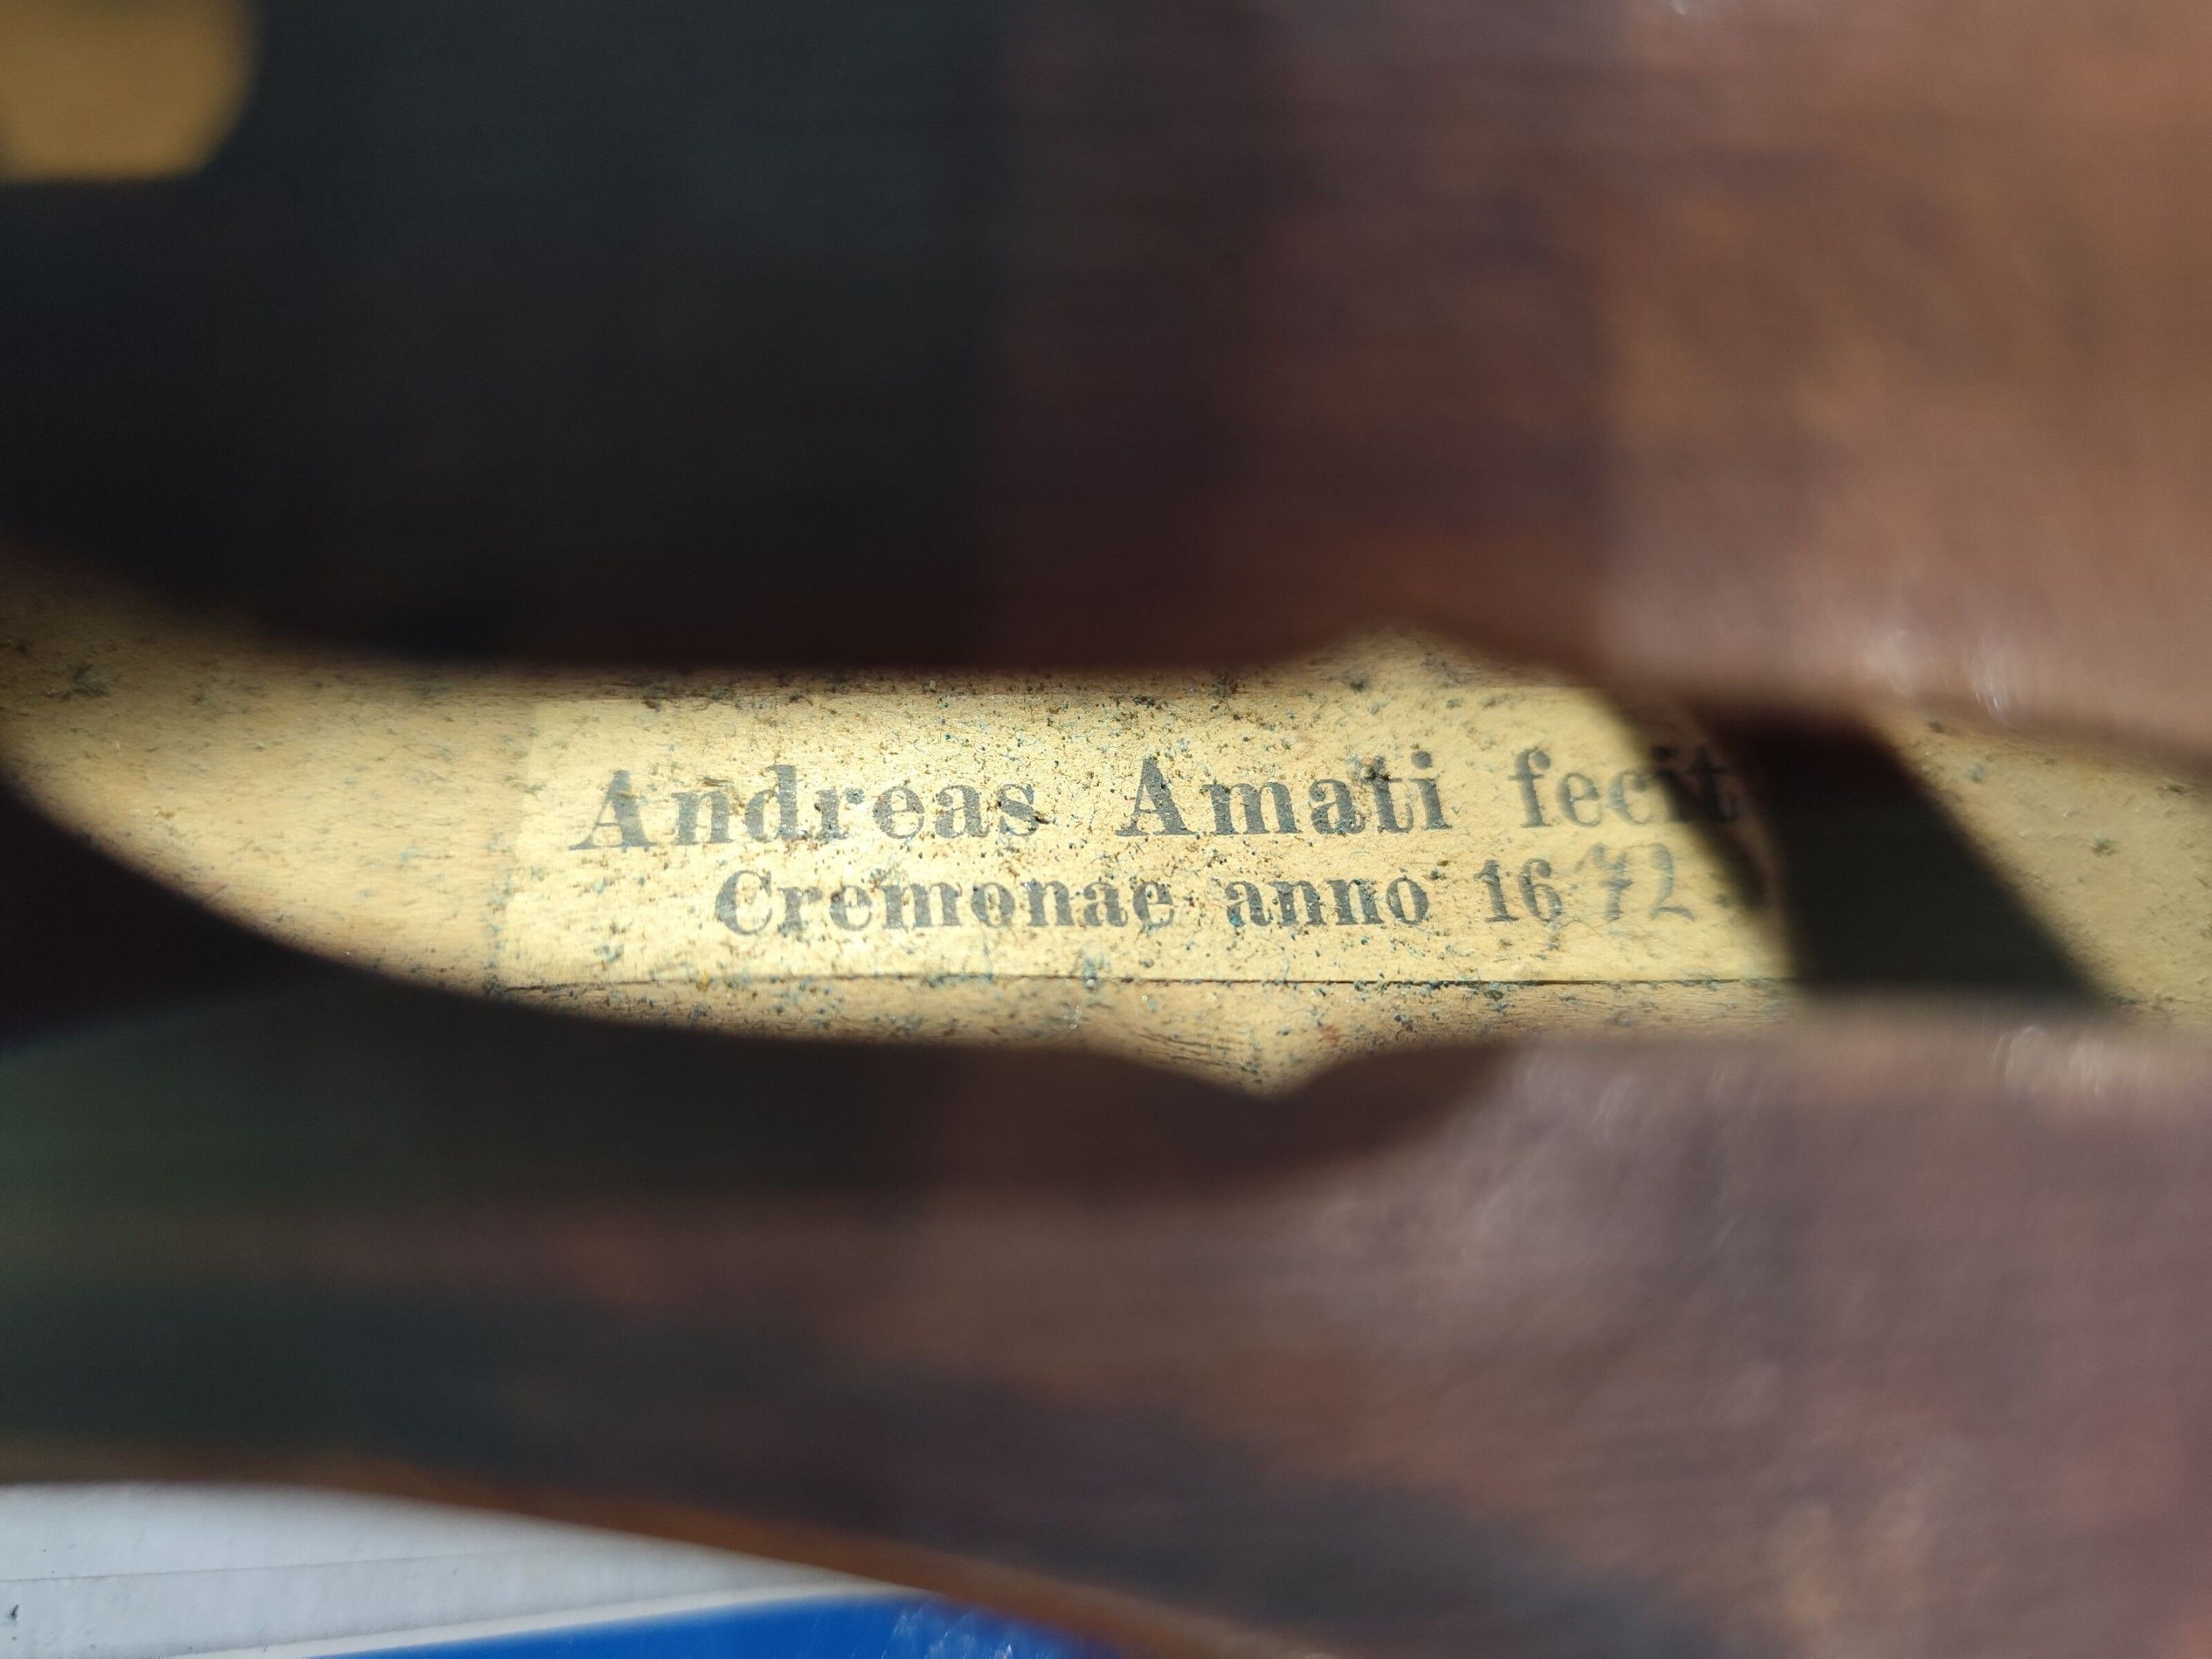 Andreas Amati fecit
Cremonae anno 1672